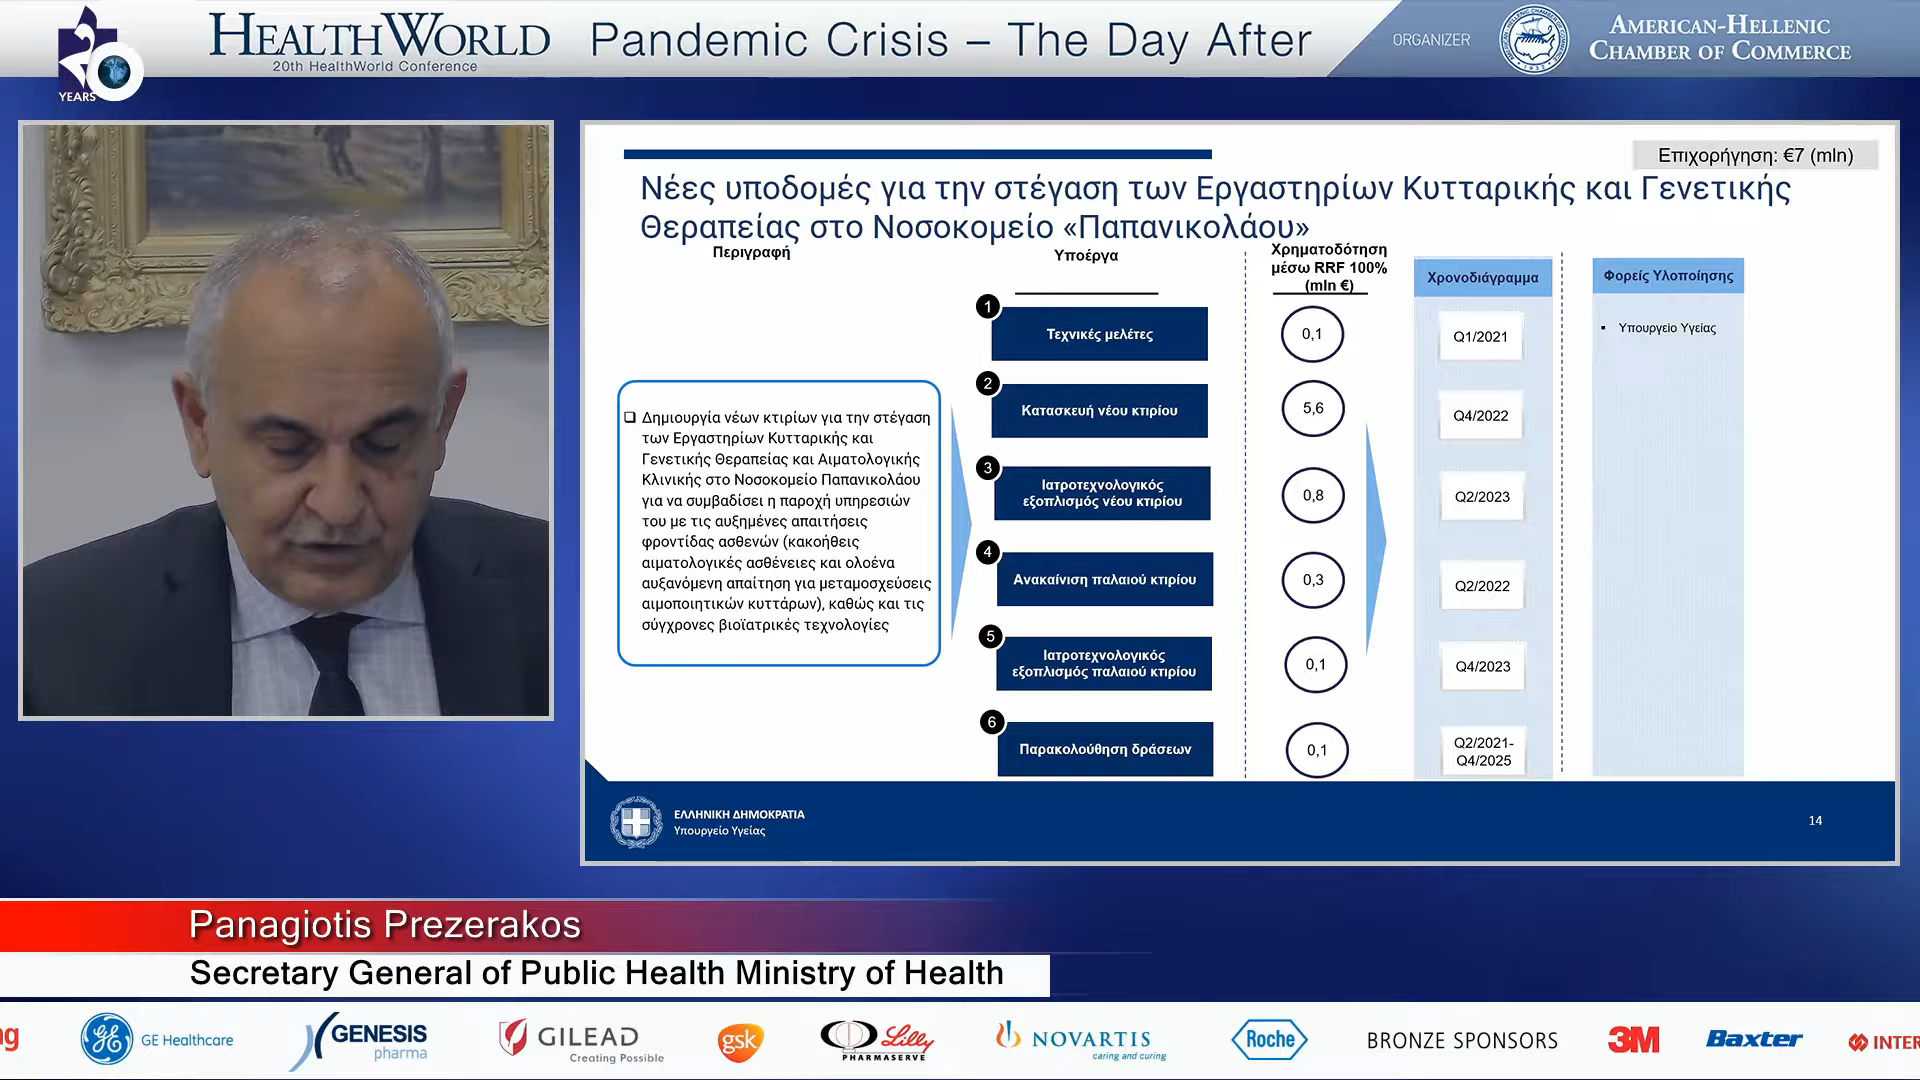 YEARS
HEALTHWORLD
20th HealthWorld Conference
Pandemic Crisis – The Day After
ORGANIZER
AMERICAN-HELLENIC
CHAMBER OF COMMERCE
Επιχορήγηση: €7 (mln)
Νέες υποδομές για την στέγαση των Εργαστηρίων Κυτταρικής και Γενετικής
Θεραπείας στο Νοσοκομείο «Παπανικολάου»
Περιγραφή
Υποέργα
Χρηματοδότηση
μέσω RRF 100%
(mln €)
Χρονοδιάγραμμα
Φορείς Υλοποίησης
❑ Δημιουργία νέων κτιρίων για την στέγαση
των Εργαστηρίων Κυτταρικής και
Γενετικής Θεραπείας και Αιματολογικής
Κλινικής στο Νοσοκομείο Παπανικολάου
για να συμβαδίσει η παροχή υπηρεσιών
του με τις αυξημένες απαιτήσεις
φροντίδας ασθενών (κακοήθεις
αιματολογικές ασθένειες και ολοένα
αυξανόμενη απαίτηση για μεταμοσχεύσεις
αιμοποιητικών κυττάρων), καθώς και τις
σύγχρονες βιοϊατρικές τεχνολογίες
1
Τεχνικές μελέτες
0,1
Q1/2021
▪ Υπουργείο Υγείας
2
Κατασκευή νέου κτιρίου
5,6
Q4/2022
3
Ιατροτεχνολογικός
εξοπλισμός νέου κτιρίου
0,8
Q2/2023
4
Ανακαίνιση παλαιού κτιρίου
0,3
Q2/2022
5
Ιατροτεχνολογικός
εξοπλισμός παλαιού κτιρίου
0,1
Q4/2023
6
Παρακολούθηση δράσεων
0,1
Q2/2021-
Q4/2025
ΕΛΛΗΝΙΚΗ ΔΗΜΟΚΡΑΤΙΑ
Υπουργείο Υγείας
14
Panagiotis Prezerakos
Secretary General of Public Health Ministry of Health
GE Healthcare
GENESIS
pharma
GILEAD
Creating Possible
gsk
PHARMASERVE
Lilly
NOVARTIS
caring and curing
Roche
BRONZE SPONSORS
3M
Baxter